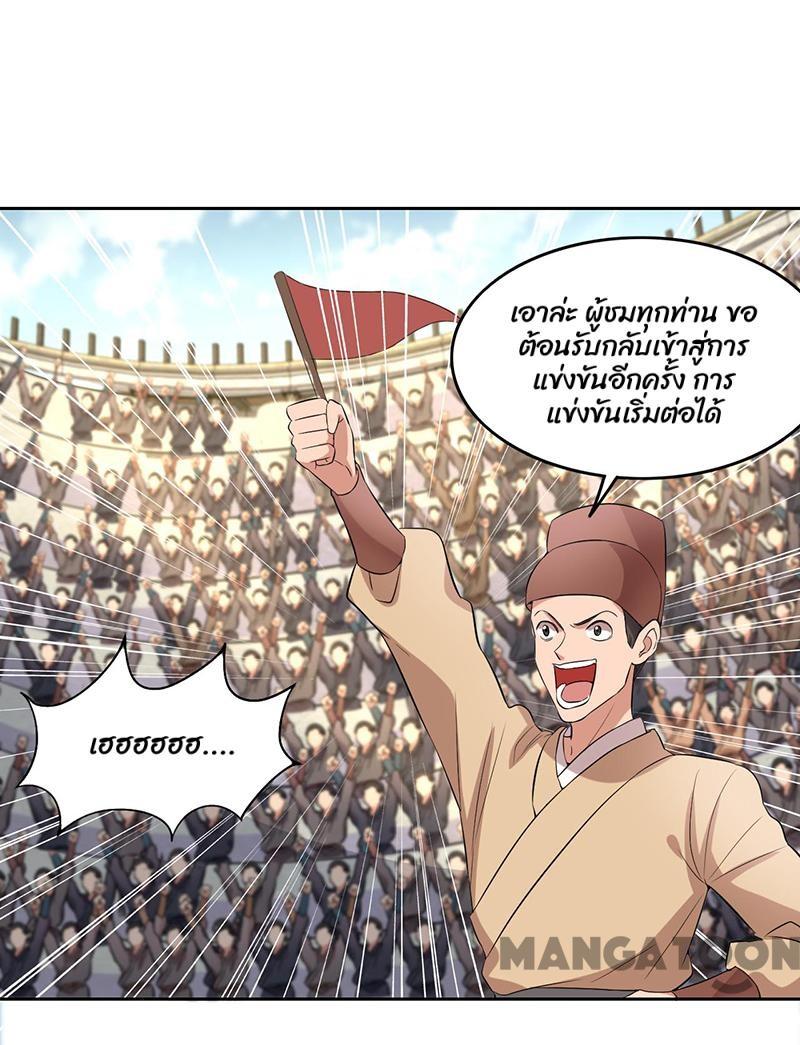 เอาล่ะ ผู้ชมทุกท่าน ขอ
ต้อนรับกลับเข้าสู่การ
แข่งขันอีกครั้ง การ
แข่งขันเริ่มต่อได้
เฮฮฮฮฮฮ....
MANGATOON